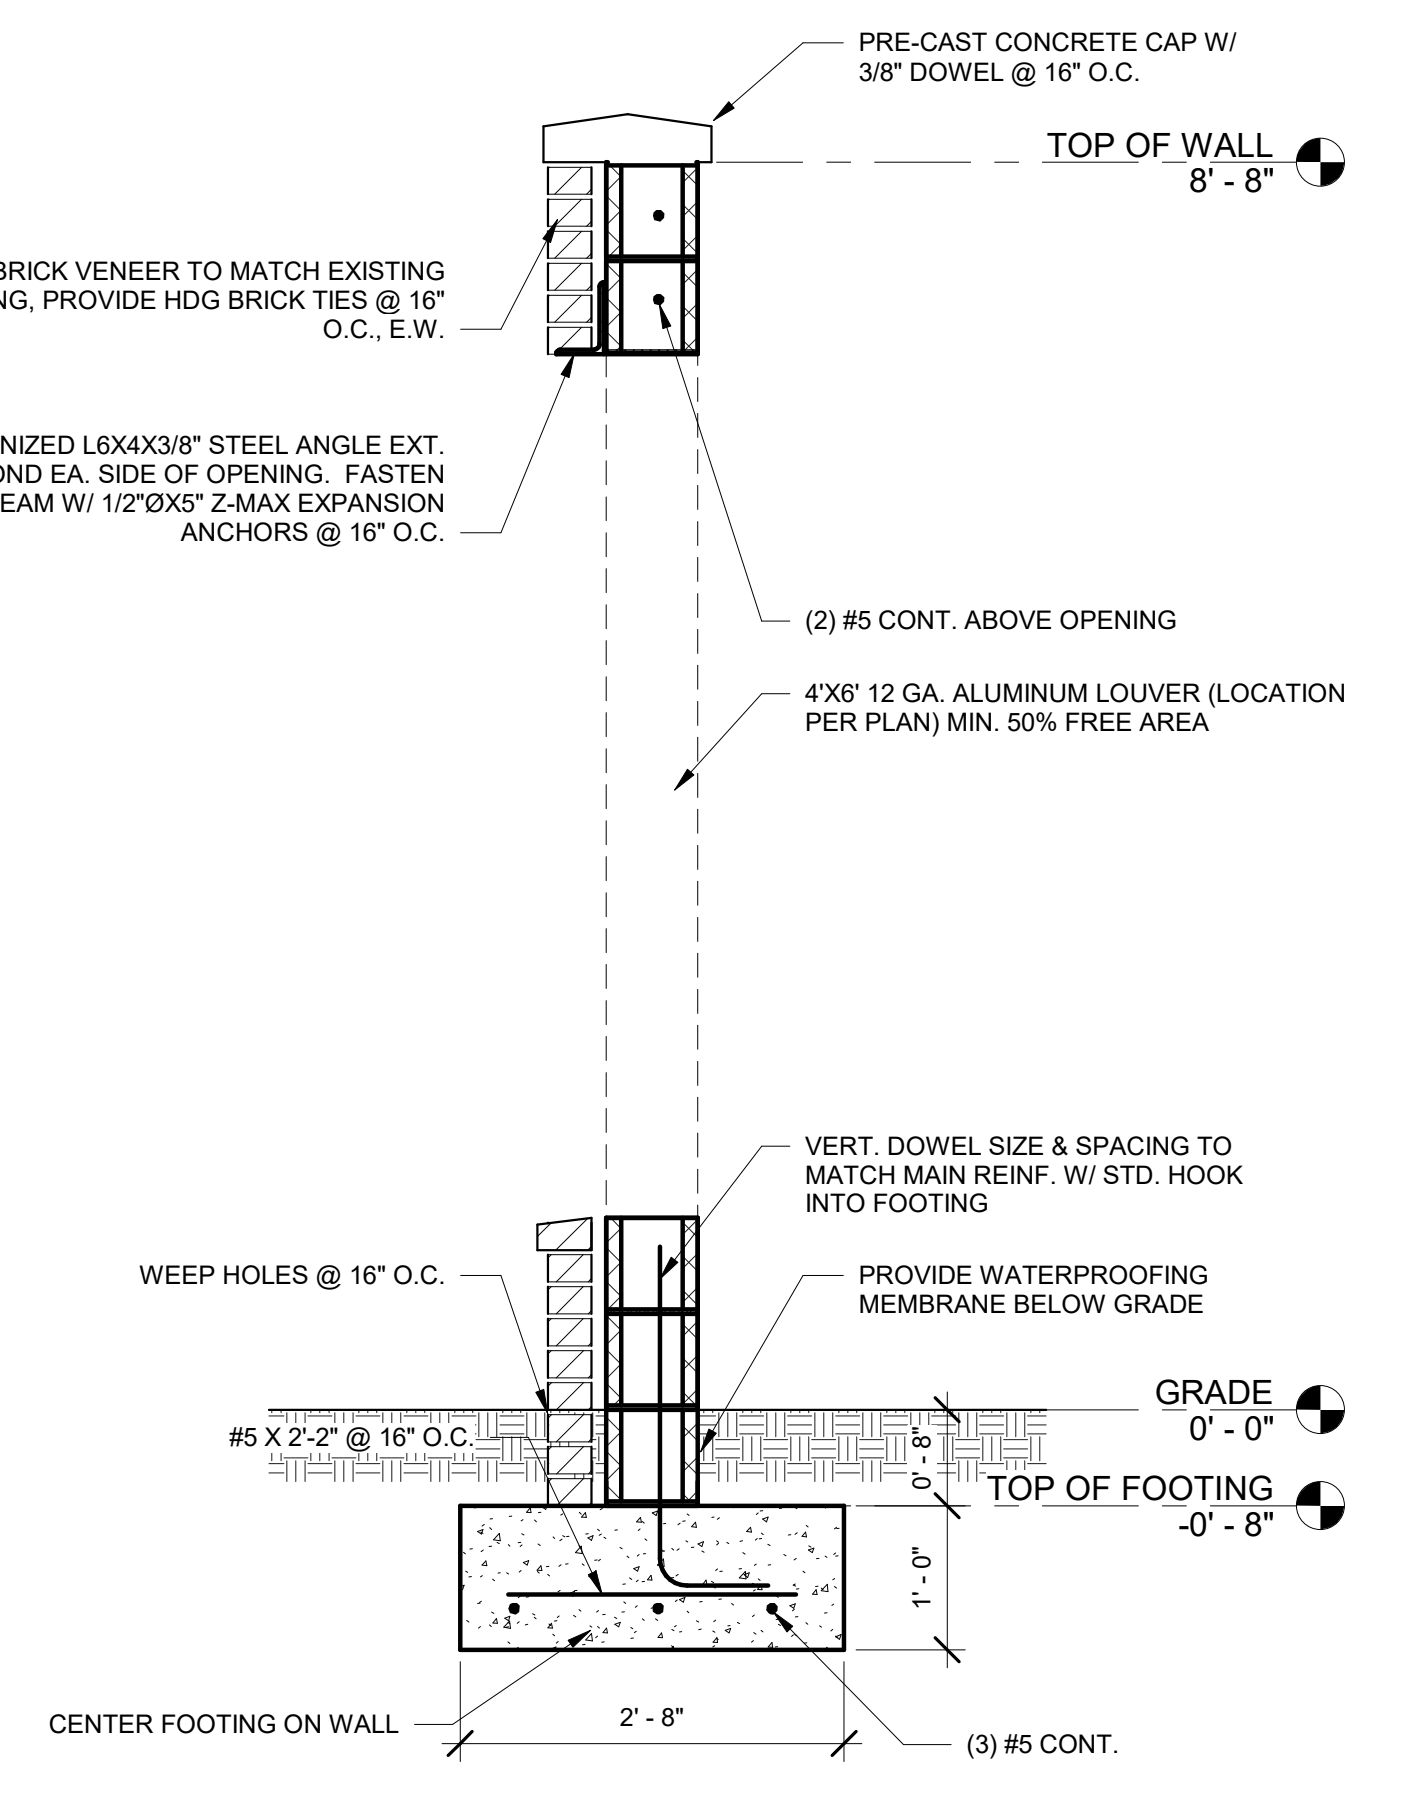 PRE-CAST CONCRETE CAP W/
3/8" DOWEL @ 16" O.C.
TOP OF WALL
8' - 8"
BRICK VENEER TO MATCH EXISTING
NG, PROVIDE HDG BRICK TIES @ 16"
O.C., E.W.
NIZED L6X4X3/8" STEEL ANGLE EXT.
OND EA. SIDE OF OPENING. FASTEN
EAM W/ 1/2"ØX5" Z-MAX EXPANSION
ANCHORS @ 16" O.C.
(2) #5 CONT. ABOVE OPENING
4'X6' 12 GA. ALUMINUM LOUVER (LOCATION
PER PLAN) MIN. 50% FREE AREA
VERT. DOWEL SIZE & SPACING TO
MATCH MAIN REINF. W/ STD. HOOK
INTO FOOTING
WEEP HOLES @ 16" O.C.
PROVIDE WATERPROOFING
MEMBRANE BELOW GRADE
GRADE
0' - 0"
#5 X 2'-2" @ 16" O.C.
0' - 8"
TOP OF FOOTING
-0' - 8"
1' - 0"
CENTER FOOTING ON WALL
2' - 8"
(3) #5 CONT.